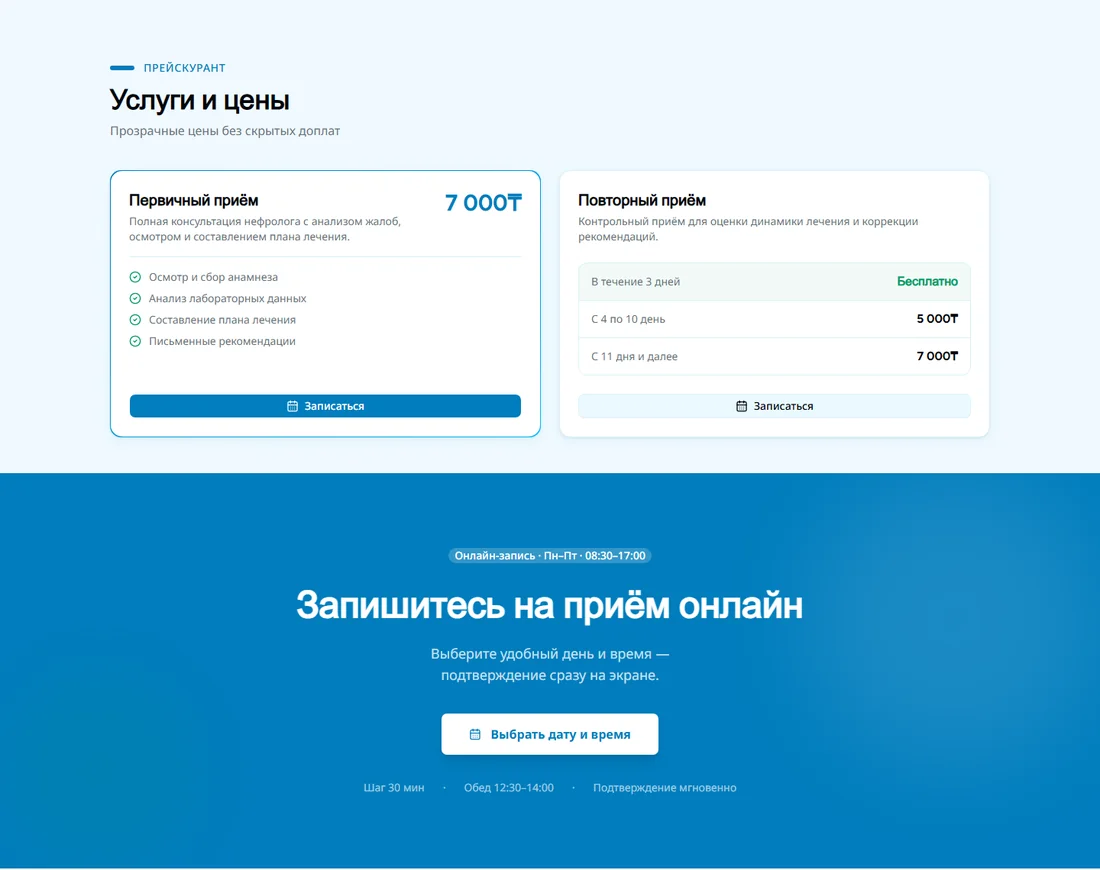 ПРЕЙСКУРАНТ
Услуги и цены
Прозрачные цены без скрытых доплат
Первичный приём
7 000₸
Полная консультация нефролога с анализом жалоб,
осмотром и составлением плана лечения.
Осмотр и сбор анамнеза
Анализ лабораторных данных
Составление плана лечения
Письменные рекомендации
Записаться
Повторный приём
Контрольный приём для оценки динамики лечения и коррекции
рекомендаций.
В течение 3 дней
Бесплатно
С 4 по 10 день
5 000₸
С 11 дня и далее
7 000₸
Записаться
Онлайн-запись · Пн–Пт · 08:30–17:00
Запишитесь на приём онлайн
Выберите удобный день и время —
подтверждение сразу на экране.
Выбрать дату и время
Шаг 30 мин · Обед 12:30–14:00 · Подтверждение мгновенно